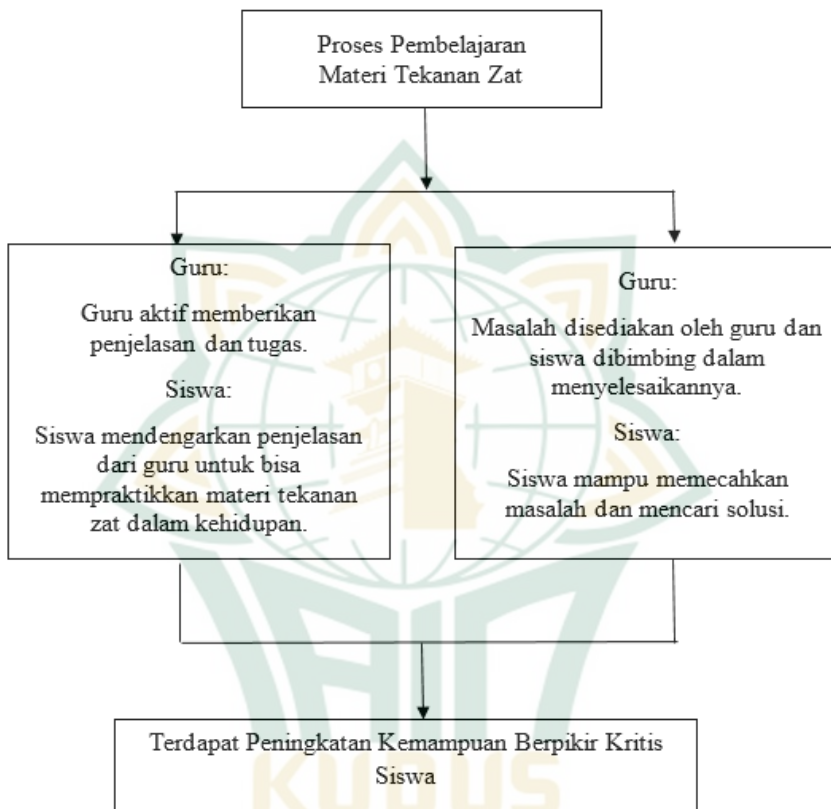 Proses Pembelajaran
Materi Tekanan Zat
Guru:
Guru aktif memberikan
penjelasan dan tugas.
Siswa:
Siswa mendengarkan penjelasan
dari guru untuk bisa
mempraktikkan materi tekanan
zat dalam kehidupan.
Guru:
Masalah disediakan oleh guru dan
siswa dibimbing dalam
menyelesaikannya.
Siswa:
Siswa mampu memecahkan
masalah dan mencari solusi.
Terdapat Peningkatan Kemampuan Berpikir Kritis
Siswa
IAIN
KUDUS